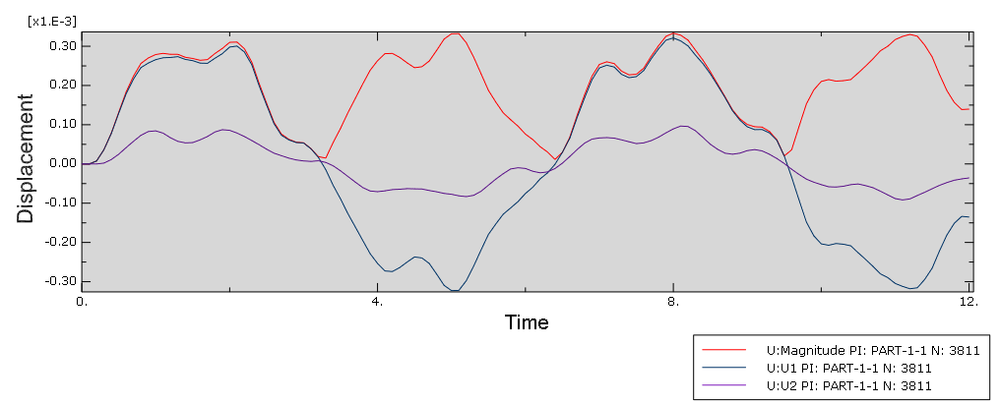 [x1.E-3]
0.30
0.20
0.10
0.00
-0.10
-0.20
-0.30
Displacement
0. 4. 8. 12.
Time
U:Magnitude PI: PART-1-1 N: 3811
U:U1 PI: PART-1-1 N: 3811
U:U2 PI: PART-1-1 N: 3811